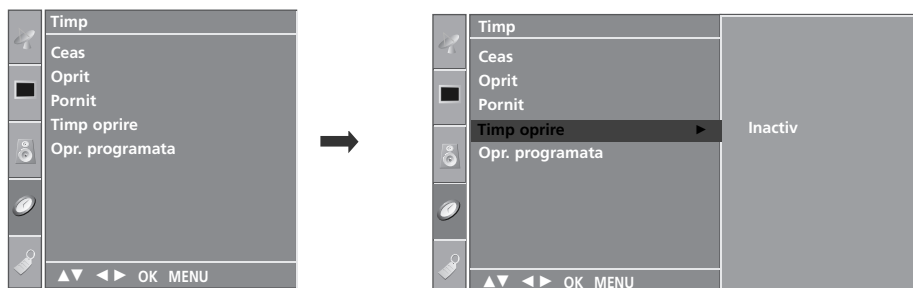 Timp
Ceas
Oprit
Pornit
Timp oprire
Opr. programata
▲▼ ◄► OK MENU
Timp
Ceas
Oprit
Pornit
Timp oprire ►
Inactiv
Opr. programata
▲▼ ◄► OK MENU